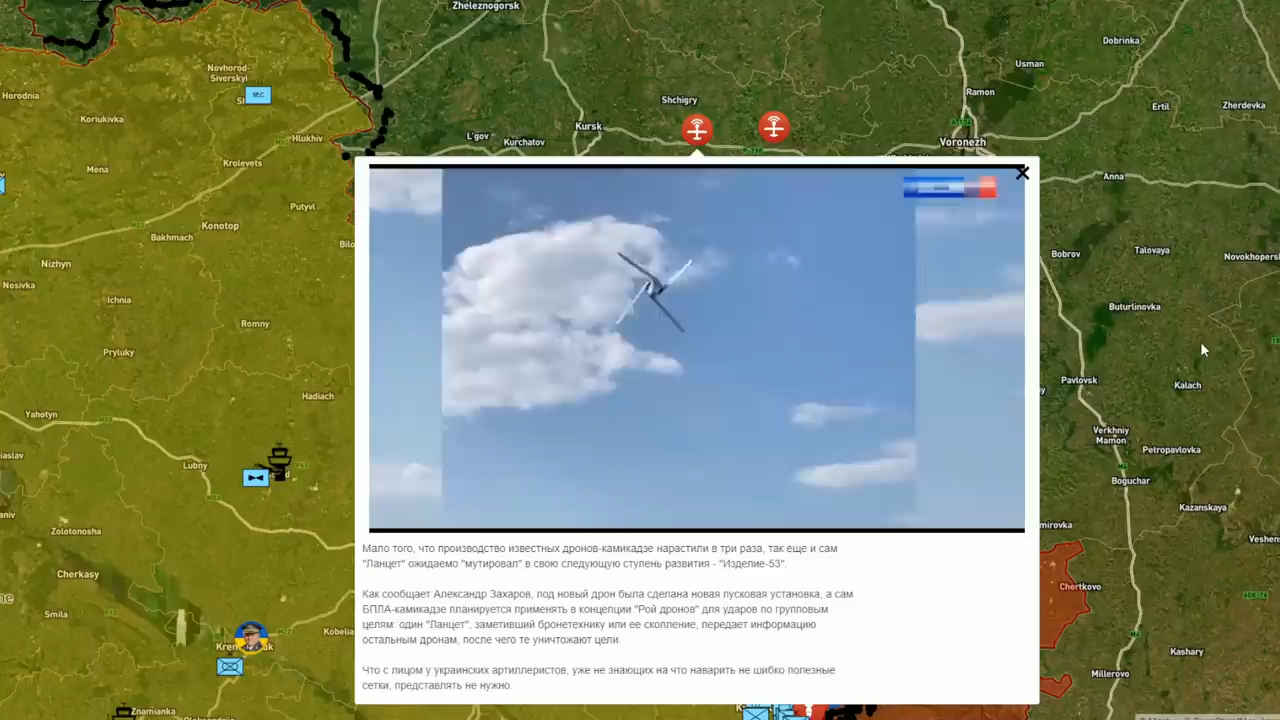 Zheleznogorsk
Dobrinka
Usman
Novhorod-
Siverskyi
Horodnia
Ramon
Shchigry
Ertil
Zherdevka
Koriukivka
Kursk
L'gov
Kurchatov
Hlukhiv
Voronezh
Krolevets
Mena
Anna
Putyvl
Konotop
Bakhmach
Bobrov
Talovaya
Nizhyn
Nosivka
Ichnia
Buturlinovka
Romny
Pryluky
Pavlovsk
Kalach
Hadiach
Yahotyn
Verkhniy
Mamon
Petropavlovka
Lubny
Boguchar
Kazanskaya
Zolotonosha
Cherkasy
Chertkovo
Smila
Kashary
Millerovo
Znamianka
Мало того, что производство известных дронов-камикадзе нарастили в три раза, так еще и сам
"Ланцет" ожидаемо "мутировал" в свою следующую ступень развития - "Изделие-53".
Как сообщает Александр Захаров, под новый дрон была сделана новая пусковая установка, а сам
БПЛА-камикадзе планируется применять в концепции "Рой дронов" для ударов по групповым
целям: один "Ланцет", заметивший бронетехнику или ее скопление, передает информацию
остальным дронам, после чего те уничтожают цели.
Что с лицом у украинских артиллеристов, уже не знающих на что наварить не шибко полезные
сетки, представлять не нужно.